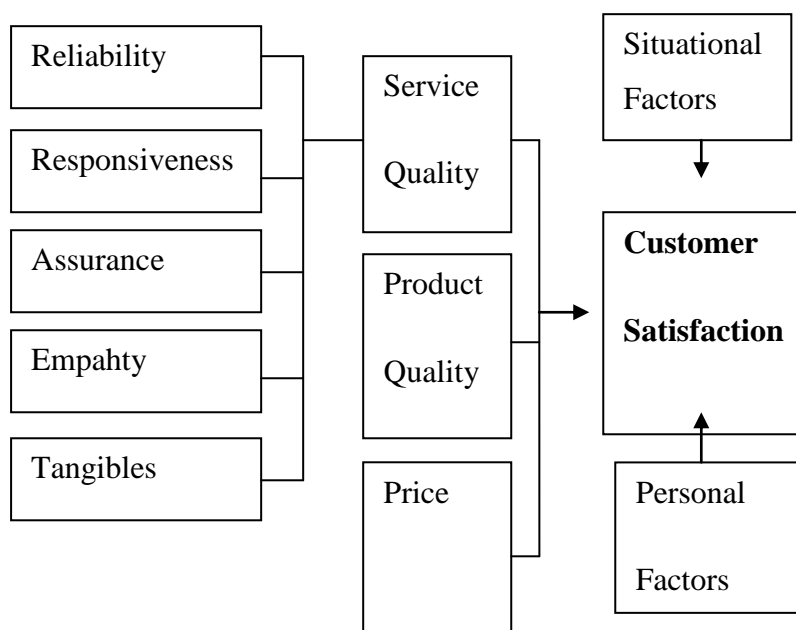 Reliability
Responsiveness
Assurance
Empahty
Tangibles
Service
Quality
Product
Quality
Price
Situational
Factors
Customer
Satisfaction
Personal
Factors